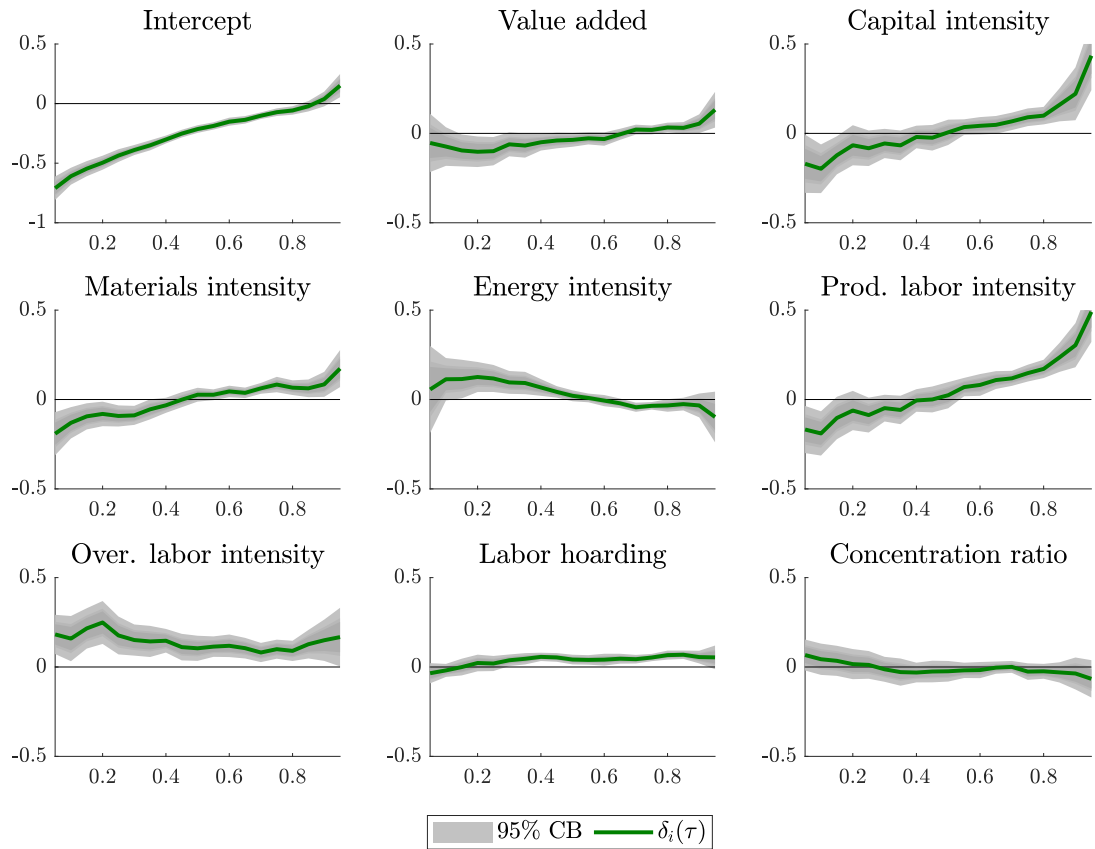 Intercept
Value added
Capital intensity
0.5
0
-0.5
-1
0.2 0.4 0.6 0.8
0.5
0
-0.5
0.2 0.4 0.6 0.8
0.5
0
-0.5
0.2 0.4 0.6 0.8
Materials intensity
Energy intensity
Prod. labor intensity
0.5
0
-0.5
0.2 0.4 0.6 0.8
0.5
0
-0.5
0.2 0.4 0.6 0.8
0.5
0
-0.5
0.2 0.4 0.6 0.8
Over. labor intensity
Labor hoarding
Concentration ratio
0.5
0
-0.5
0.2 0.4 0.6 0.8
0.5
0
-0.5
0.2 0.4 0.6 0.8
0.5
0
-0.5
0.2 0.4 0.6 0.8
95% CB δᵢ(τ)